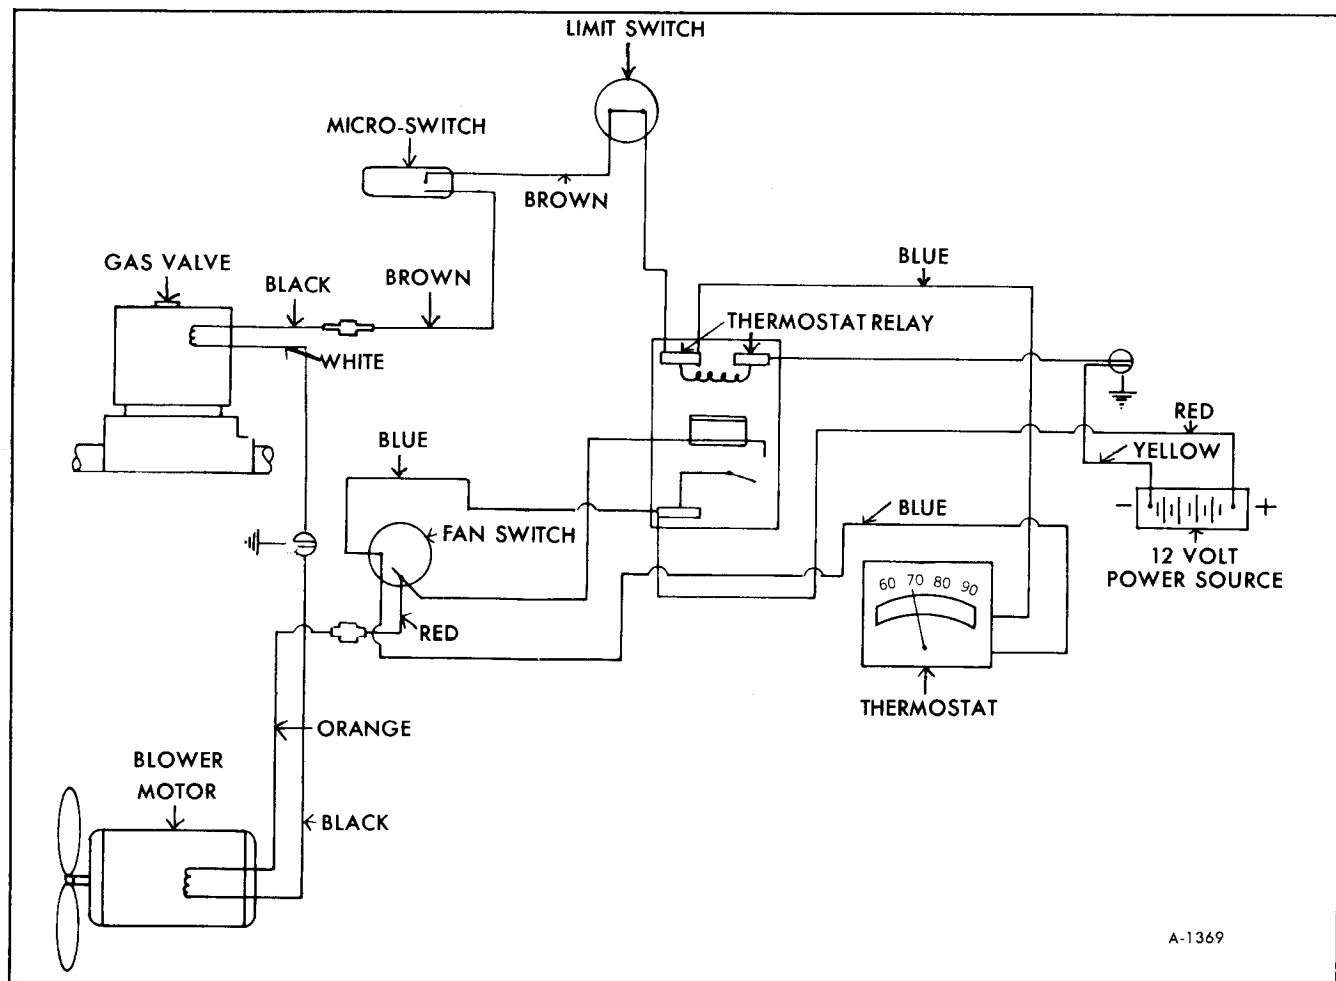 LIMIT SWITCH
MICRO-SWITCH
BROWN
GAS VALVE
BLACK
BROWN
BLUE
WHITE
THERMOSTAT RELAY
RED
BLUE
YELLOW
- +
FAN SWITCH
BLUE
12 VOLT
POWER SOURCE
60 70 80 90
RED
THERMOSTAT
ORANGE
BLOWER
MOTOR
BLACK
A-1369